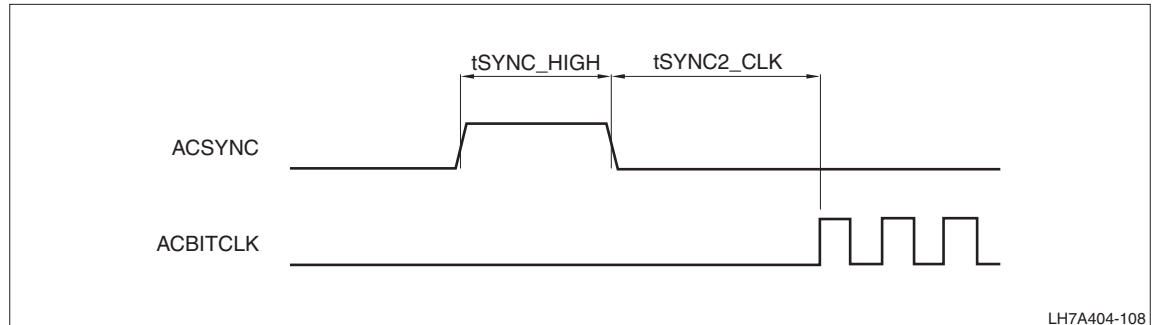 tSYNC_HIGH
tSYNC2_CLK
ACSYNC
ACBITCLK
LH7A404-108